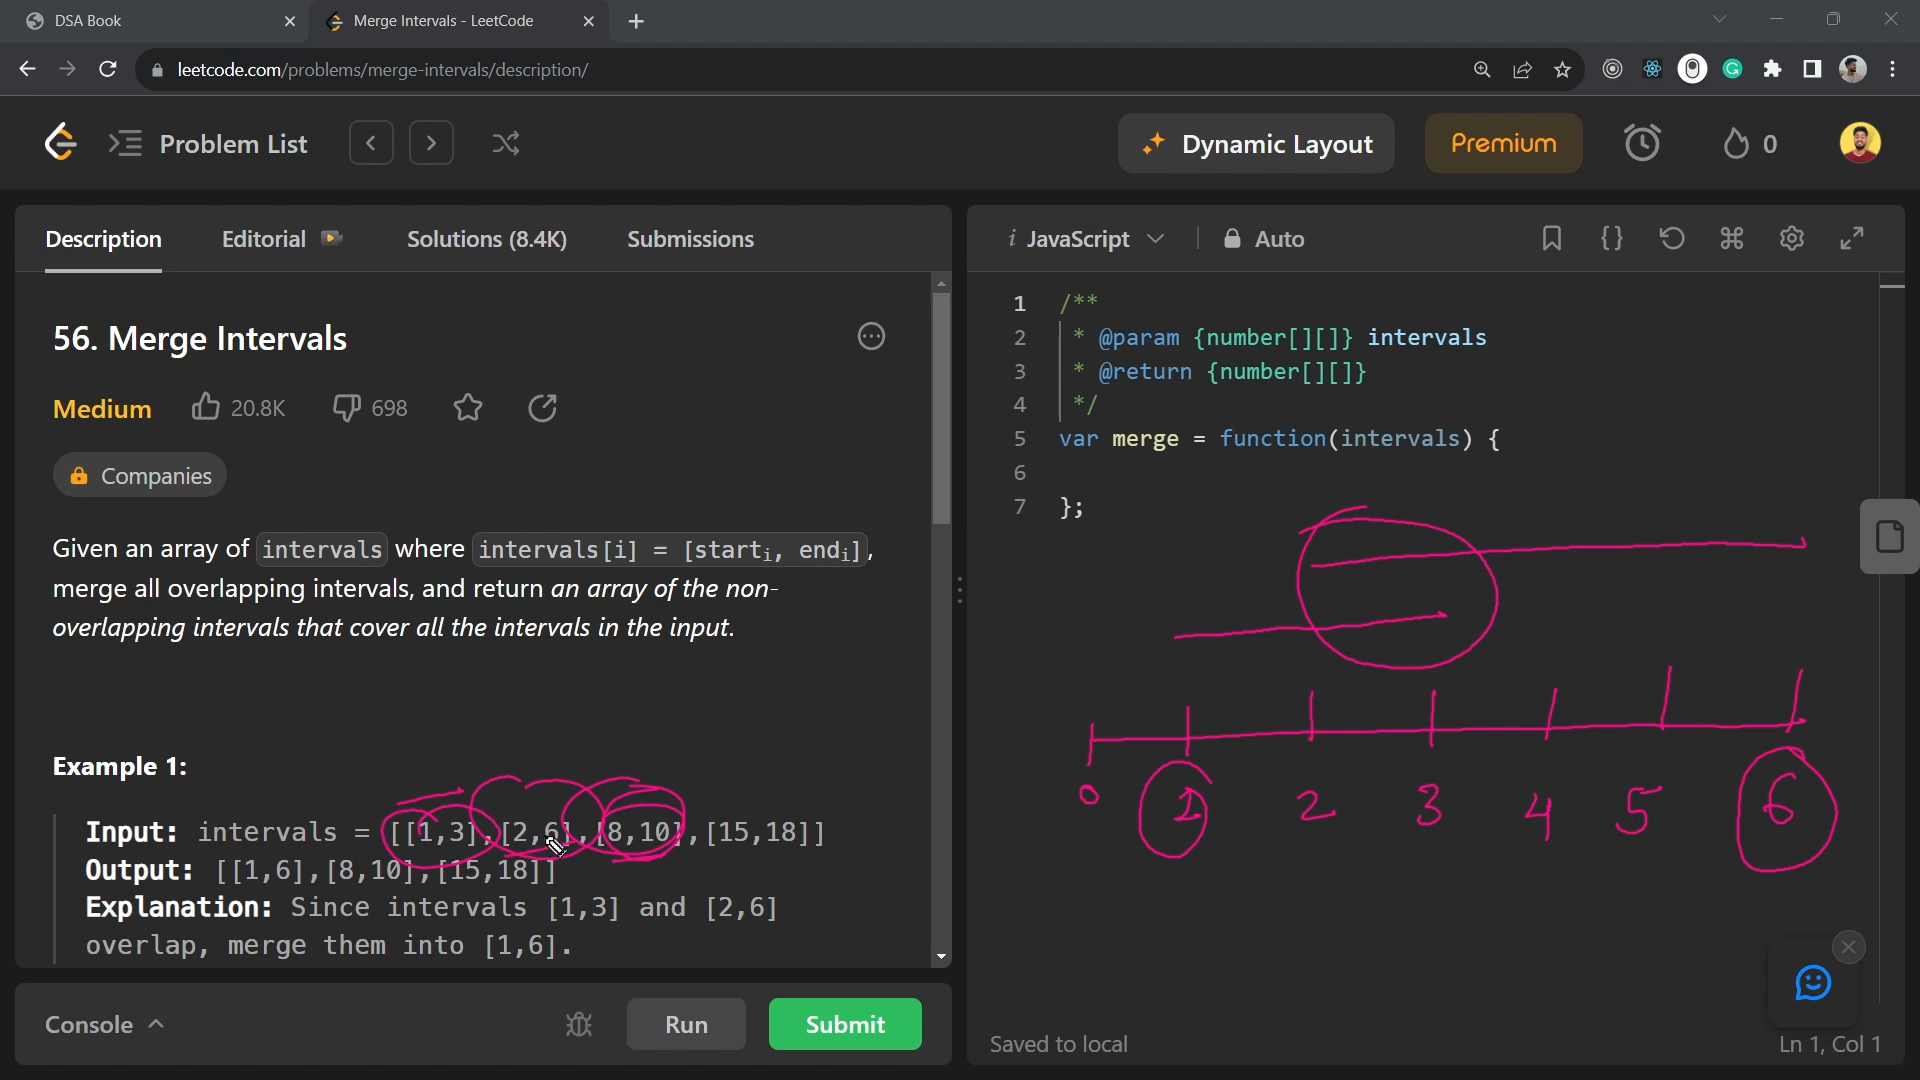 DSA Book
Merge Intervals - LeetCode
leetcode.com/problems/merge-intervals/description/
Problem List
Dynamic Layout
Premium
0
Description
Editorial
Solutions (8.4K)
Submissions
i JavaScript
Auto
56. Merge Intervals
Medium
20.8K
698
Companies
Given an array of intervals where intervals[i] = [startᵢ, endᵢ],
merge all overlapping intervals, and return an array of the non-
overlapping intervals that cover all the intervals in the input.
Example 1:
Input: intervals = [[1,3],[2,6],[8,10],[15,18]]
Output: [[1,6],[8,10],[15,18]]
Explanation: Since intervals [1,3] and [2,6]
overlap, merge them into [1,6].
Console
Run
Submit
1 /**
2 * @param {number[][]} intervals
3 * @return {number[][]}
4 */
5 var merge = function(intervals) {
6
7 };
0 1 2 3 4 5 6
Saved to local
Ln 1, Col 1